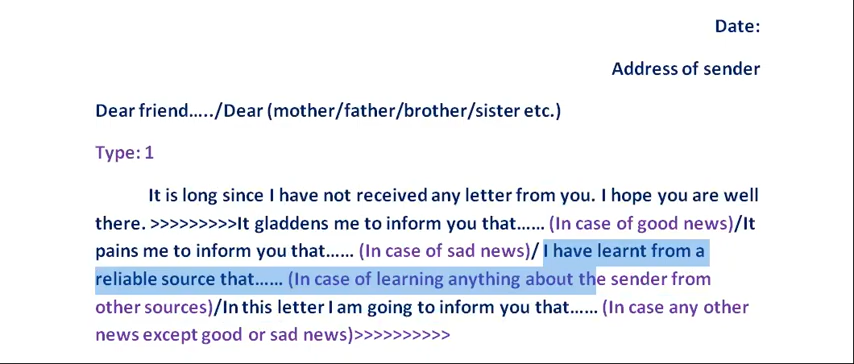 Date:
Address of sender
Dear friend…../Dear (mother/father/brother/sister etc.)
Type: 1
It is long since I have not received any letter from you. I hope you are well
there. >>>>>>>>>It gladdens me to inform you that…… (In case of good news)/It
pains me to inform you that…… (In case of sad news)/ I have learnt from a
reliable source that…… (In case of learning anything about the sender from
other sources)/In this letter I am going to inform you that…… (In case any other
news except good or sad news)>>>>>>>>>>